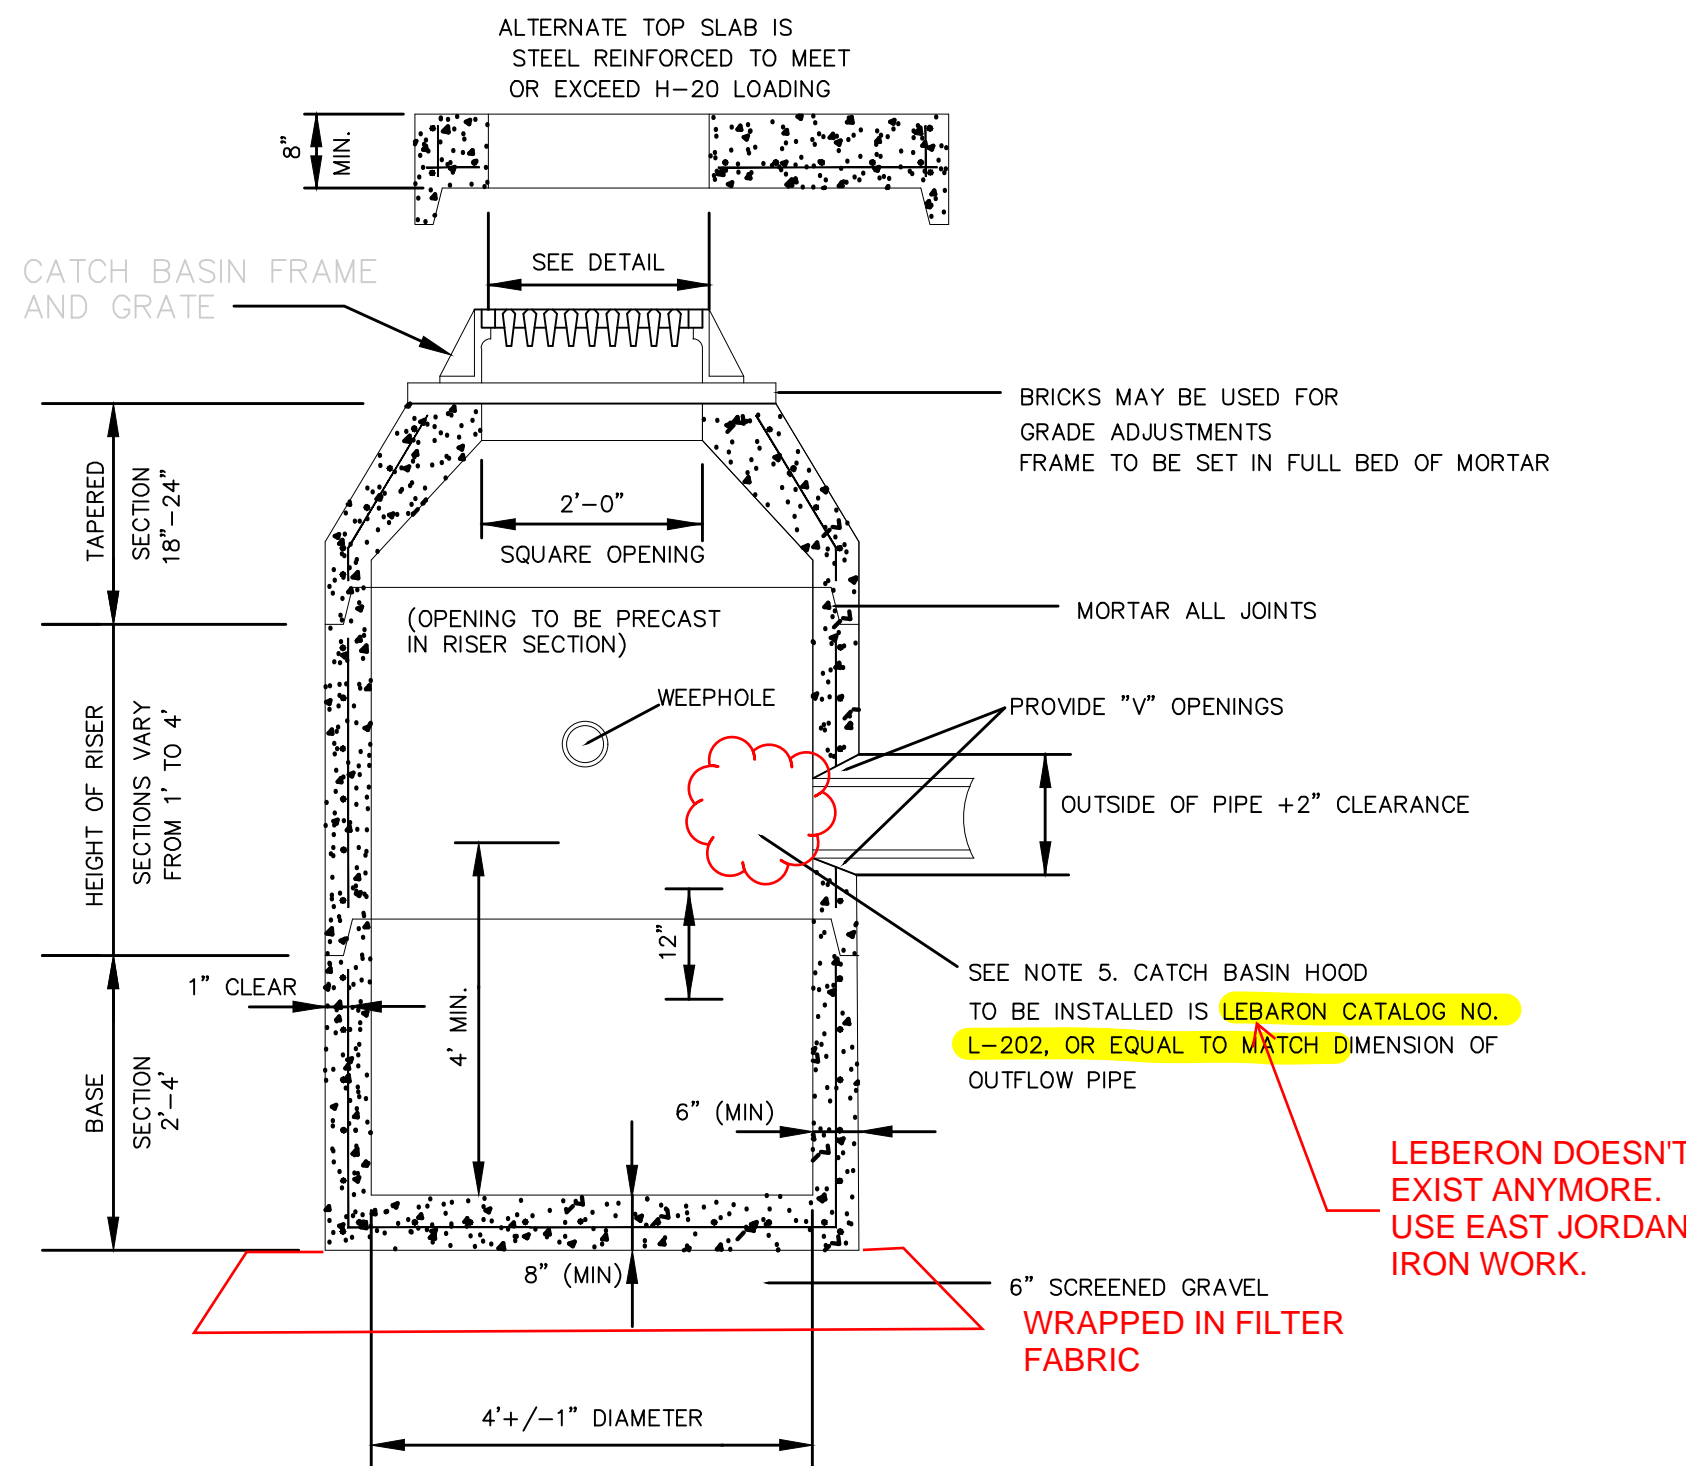 ALTERNATE TOP SLAB IS
STEEL REINFORCED TO MEET
OR EXCEED H-20 LOADING
8"
MIN.
SEE DETAIL
CATCH BASIN FRAME
AND GRATE
BRICKS MAY BE USED FOR
GRADE ADJUSTMENTS
FRAME TO BE SET IN FULL BED OF MORTAR
TAPERED
SECTION
18"-24"
2'-0"
SQUARE OPENING
(OPENING TO BE PRECAST
IN RISER SECTION)
MORTAR ALL JOINTS
WEEPHOLE
PROVIDE "V" OPENINGS
HEIGHT OF RISER
SECTIONS VARY
FROM 1' TO 4'
OUTSIDE OF PIPE +2" CLEARANCE
12"
1" CLEAR
4' MIN.
SEE NOTE 5. CATCH BASIN HOOD
TO BE INSTALLED IS LEBARON CATALOG NO.
L-202, OR EQUAL TO MATCH DIMENSION OF
OUTFLOW PIPE
BASE
SECTION
2'-4'
6" (MIN)
LEBERON DOESN'T
EXIST ANYMORE.
USE EAST JORDAN
IRON WORK.
8" (MIN)
6" SCREENED GRAVEL
WRAPPED IN FILTER
FABRIC
4'+/-1" DIAMETER